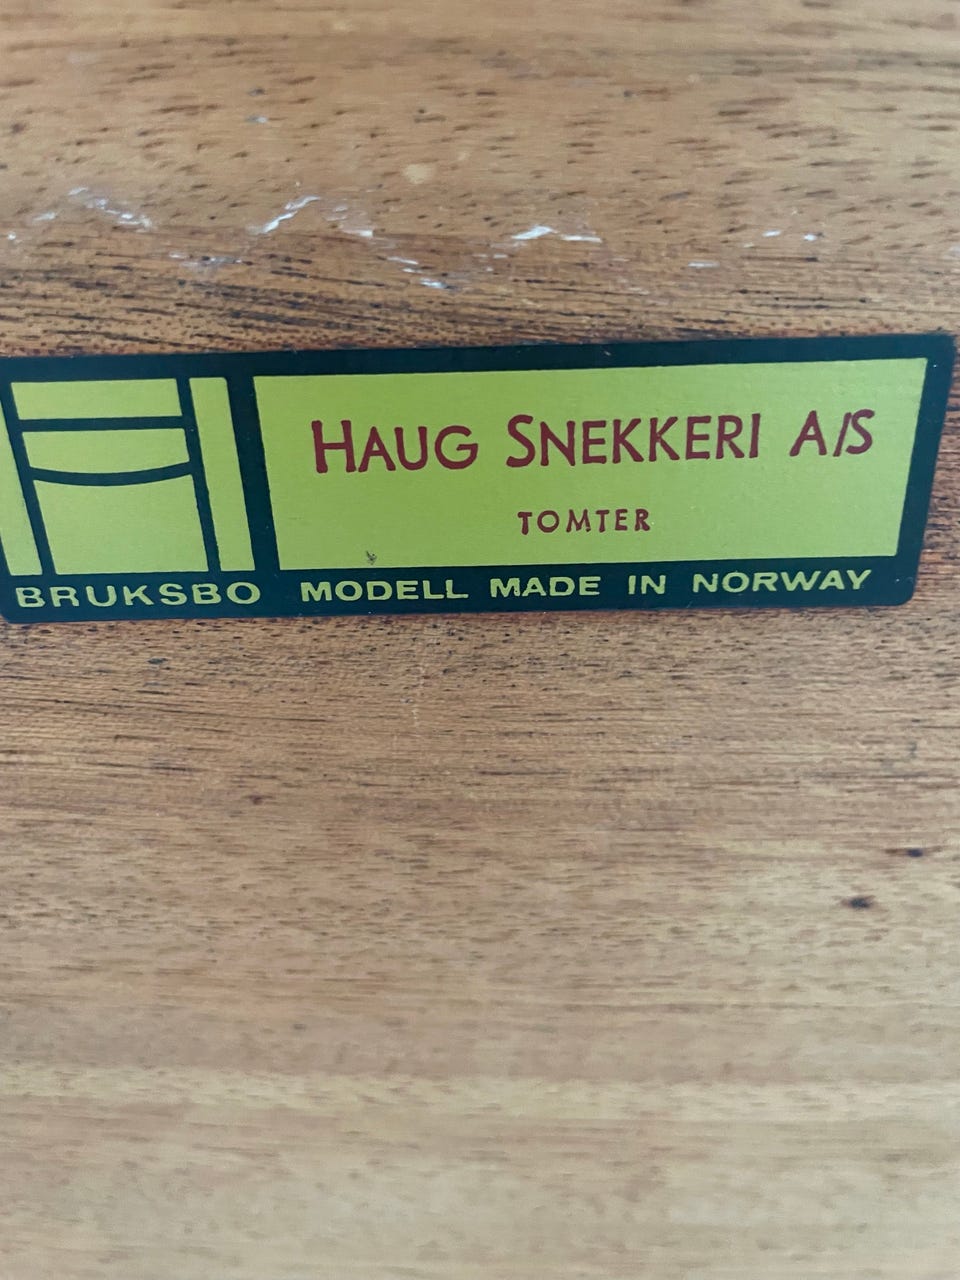 HAUG SNEKKERI A/S
TOMTER
BRUKSBO MODELL MADE IN NORWAY